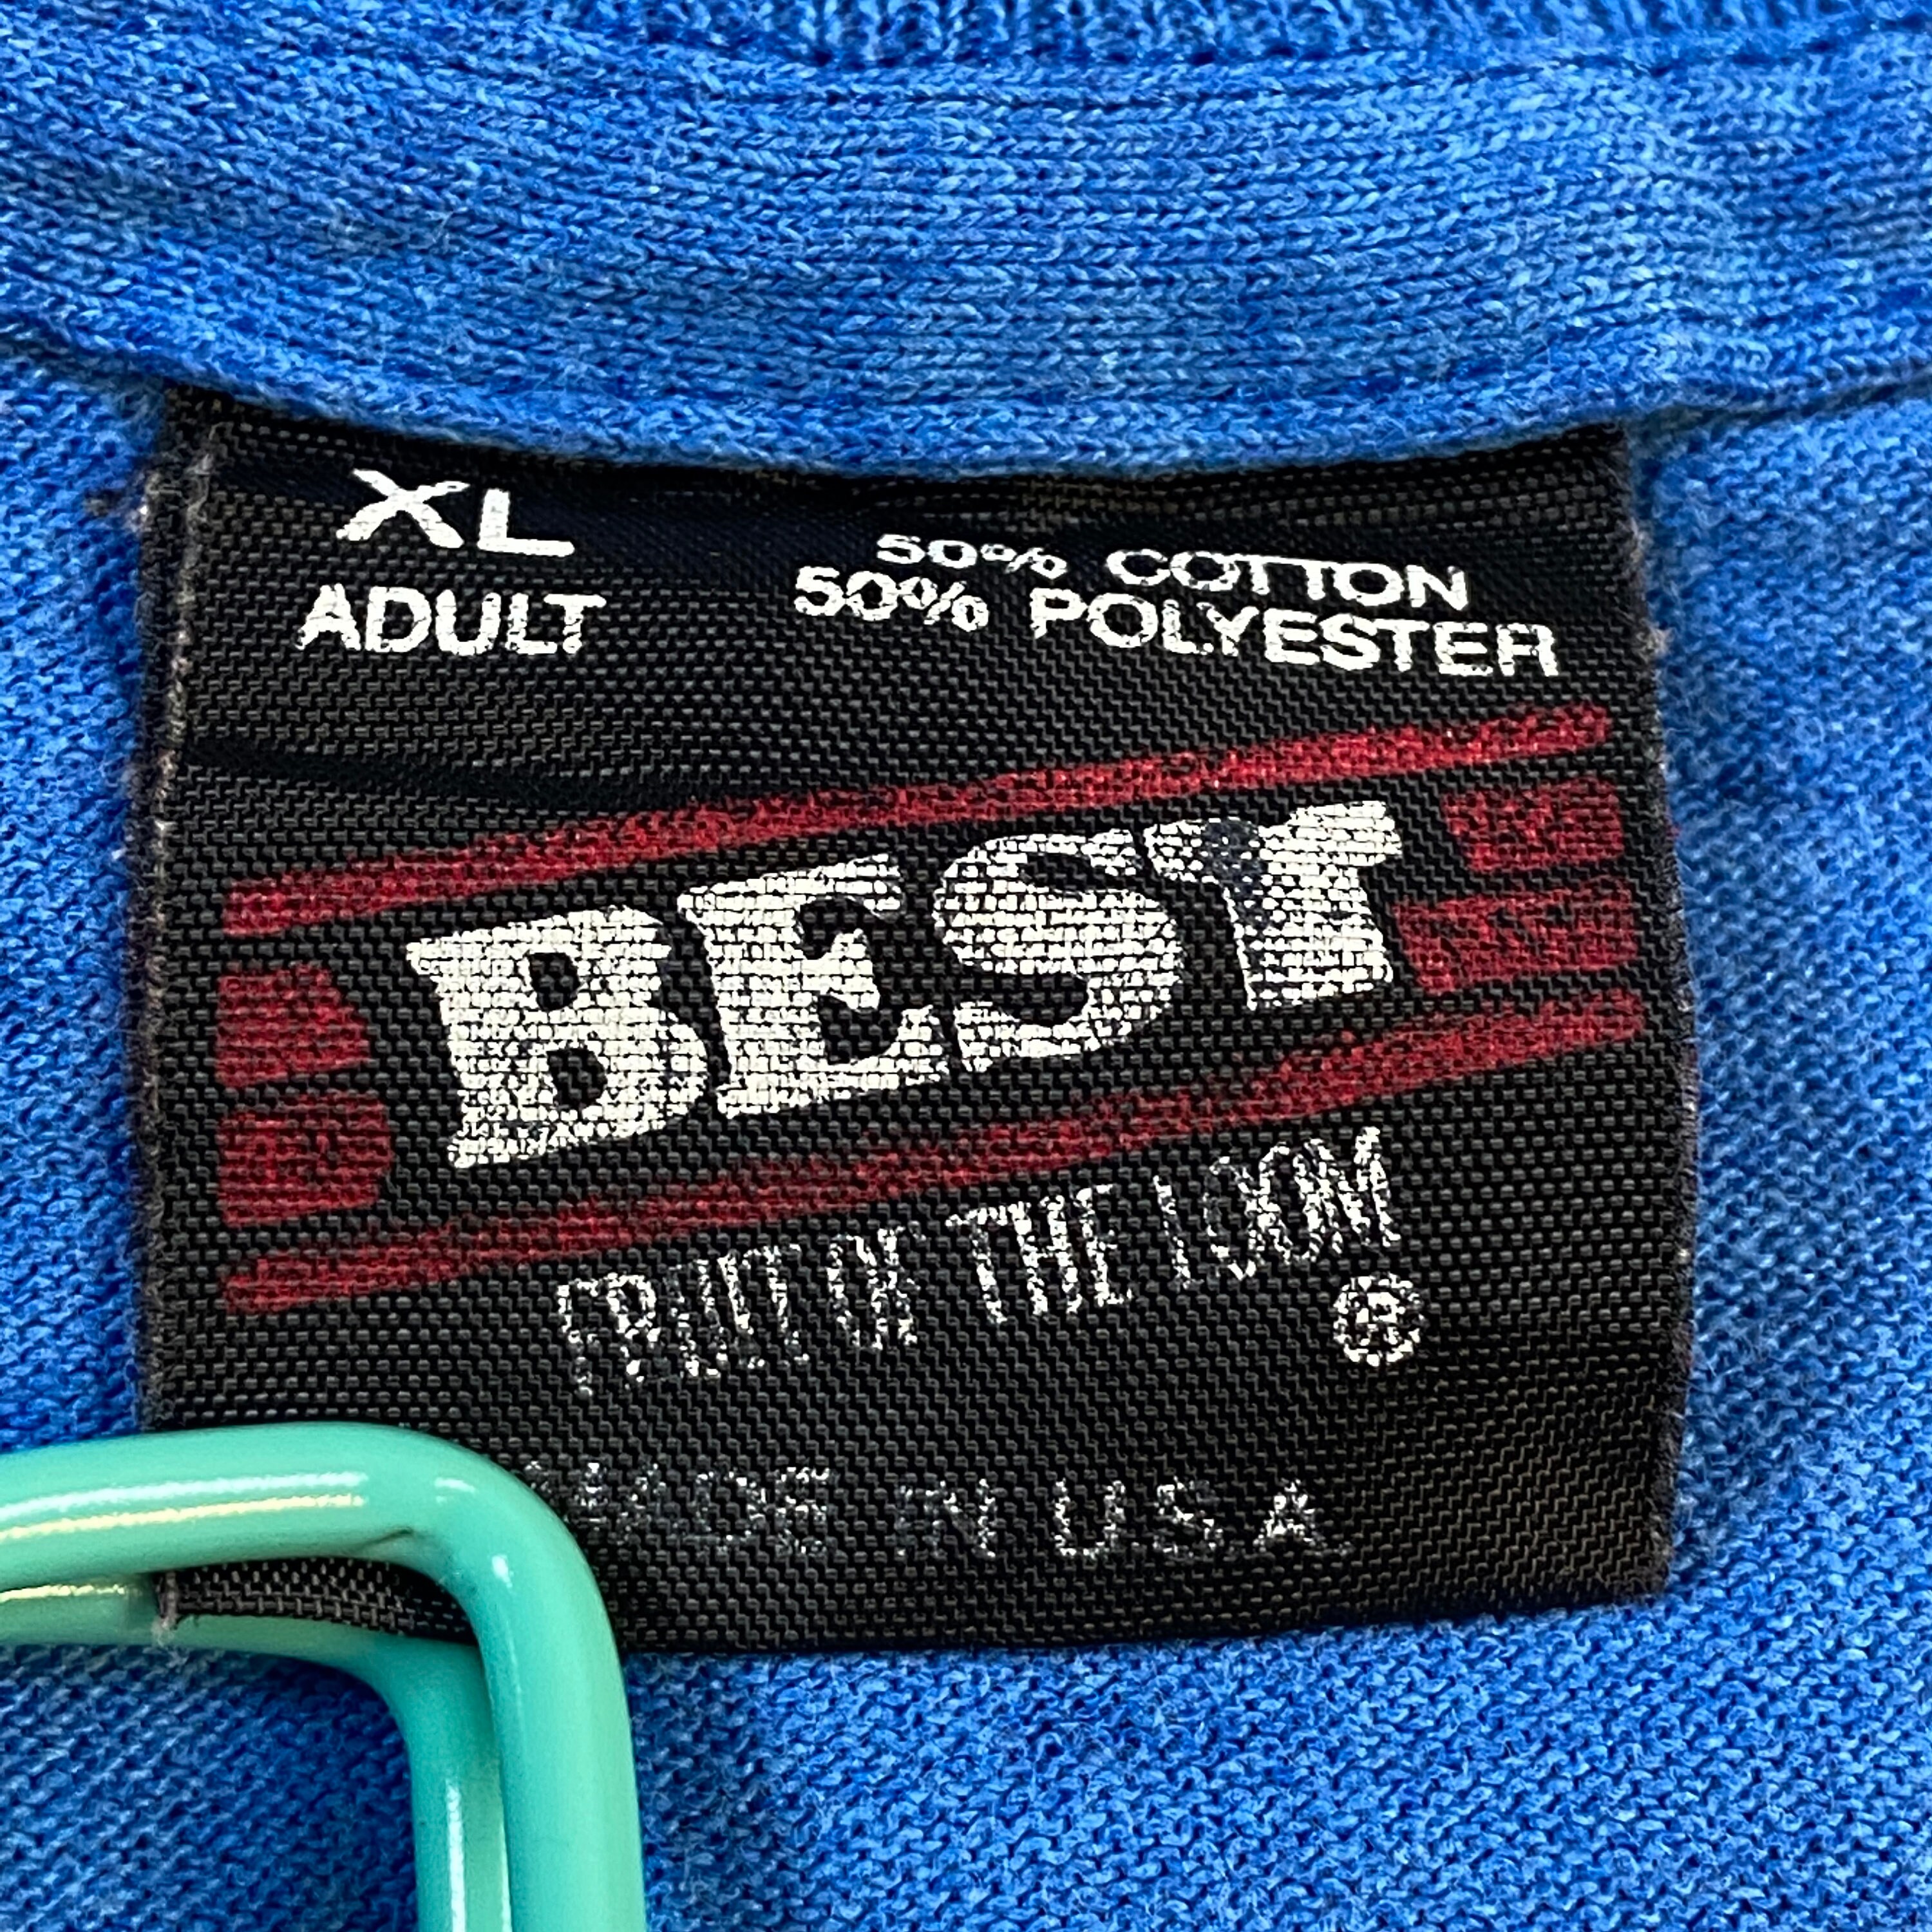 XL
ADULT
50% COTTON
50% POLYESTER
BEST
FRUIT OF THE LOOM ®
MADE IN U.S.A.